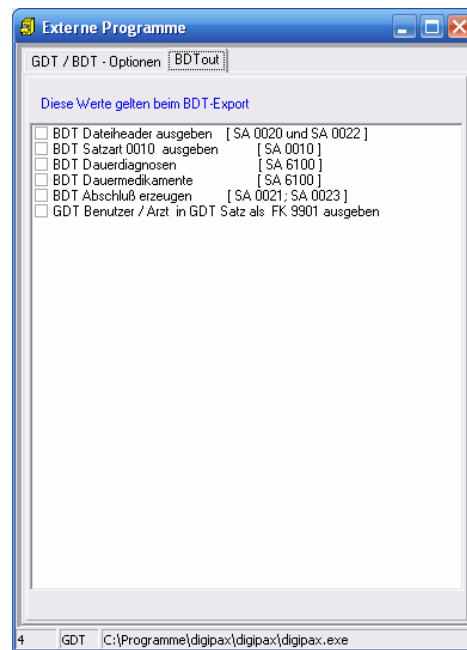 Externe Programme
GDT / BDT - Optionen BDTout
Diese Werte gelten beim BDT-Export
BDT Dateiheader ausgeben [ SA 0020 und SA 0022 ]
BDT Satzart 0010 ausgeben [ SA 0010 ]
BDT Dauerdiagnosen [ SA 6100 ]
BDT Dauermedikamente [ SA 6100 ]
BDT Abschluß erzeugen [ SA 0021; SA 0023 ]
GDT Benutzer / Arzt in GDT Satz als FK 9901 ausgeben
4 GDT C:\Programme\digipax\digipax\digipax.exe